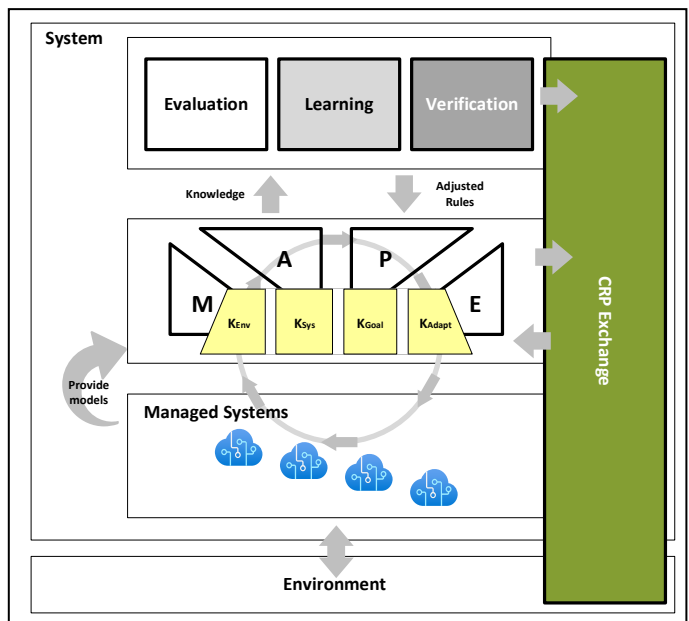 System
Evaluation
Learning
Verification
Knowledge
Adjusted
Rules
A
P
M
E
KEnv
KSys
KGoal
KAdapt
CRP Exchange
Provide
models
Managed Systems
Environment